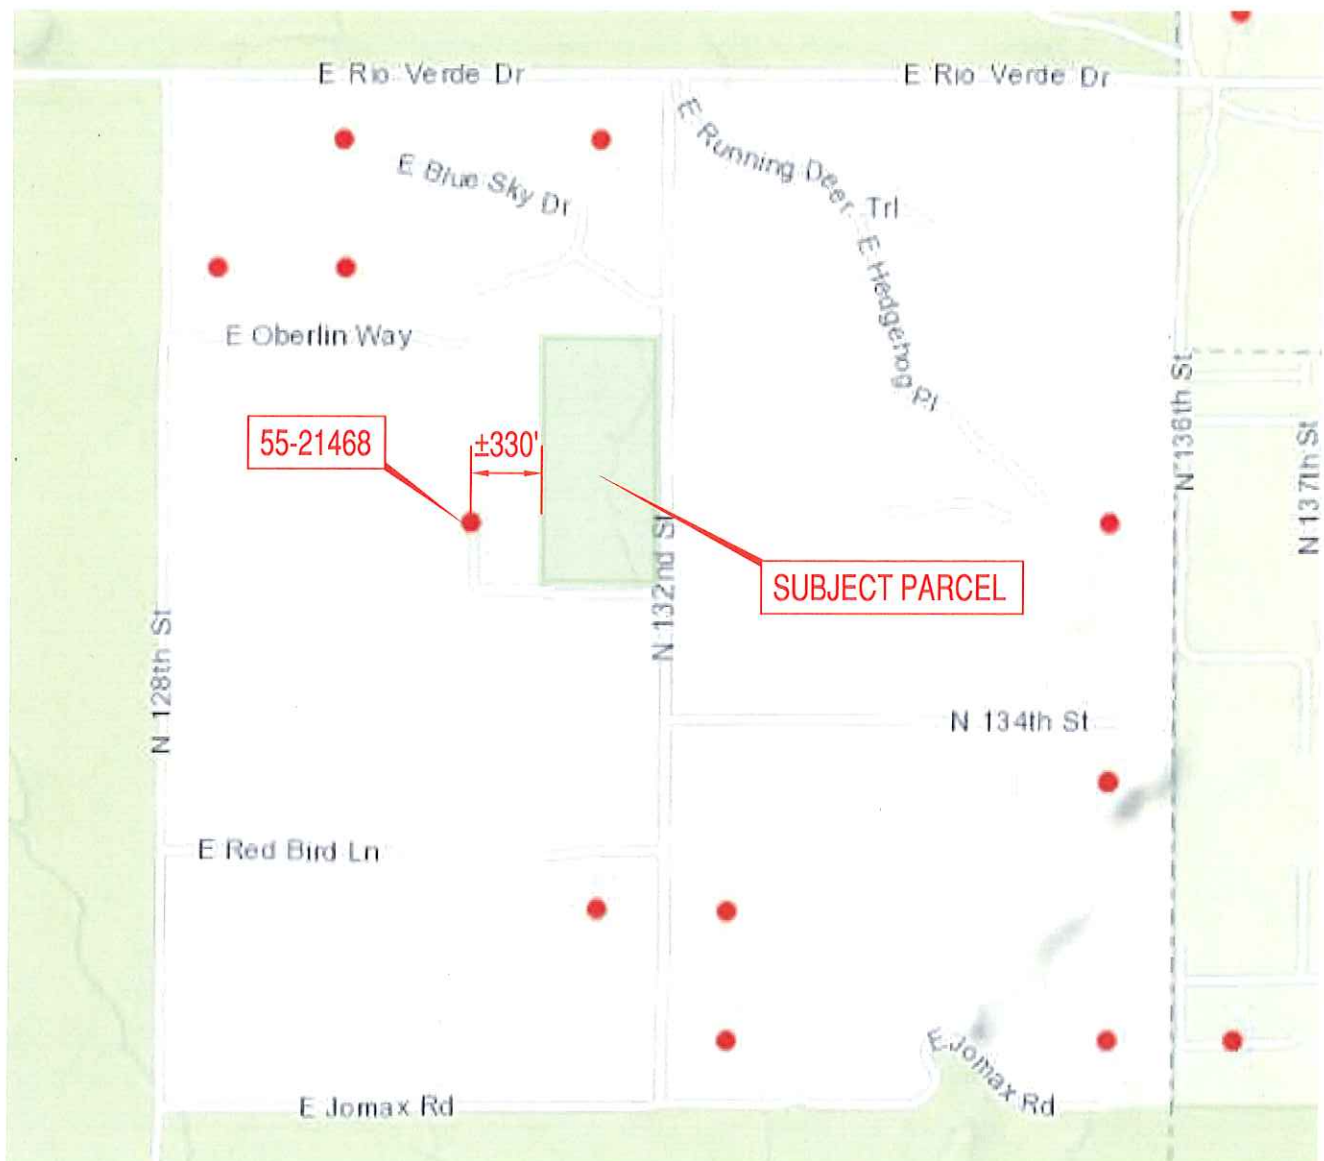 E Rio Verde Dr
E Rio Verde Dr
E Running Deer Trl
E Blue Sky Dr
E Hedgehog Pl
E Oberlin Way
N 136th St
55-21468
±330'
N 137th St
N 132nd St
SUBJECT PARCEL
N 128th St
N 134th St
E Red Bird Ln
E Jomax Rd
E Jomax Rd